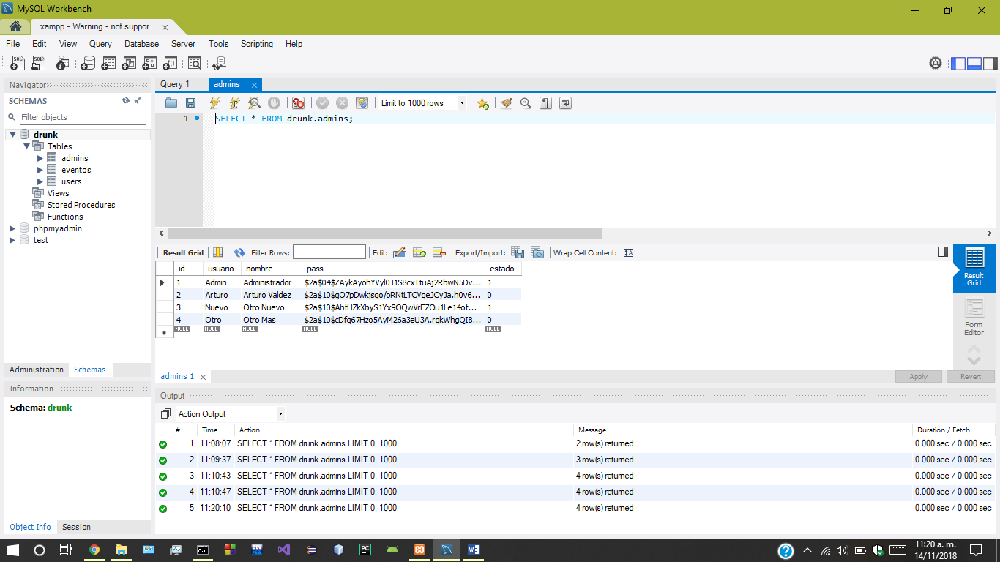 MySQL Workbench
xampp - Warning - not suppor...
File Edit View Query Database Server Tools Scripting Help
Navigator
SCHEMAS
Filter objects
drunk
Tables
admins
eventos
users
Views
Stored Procedures
Functions
phpmyadmin
test
Administration Schemas
Information
Schema: drunk
Object Info Session
Query 1 admins
Limit to 1000 rows
1 SELECT * FROM drunk.admins;
Result Grid Filter Rows: Edit: Export/Import: Wrap Cell Content:
id usuario nombre pass estado
1 Admin Administrador $2a$04$ZAykAyohYVyl0J1S8cxTtuAj2RbwN5Dv... 1
2 Arturo Arturo Valdez $2a$10$gO7pDwkjsgo/oRNtLTCVgeJCyJa.h0v6... 0
3 Nuevo Otro Nuevo $2a$10$AhtHZkXbyS1Yx9OQwVrEZOu1Le14ot... 1
4 Otro Otro Mas $2a$10$cDfq67Hzo5AyM26a3eU3A.rqkWhgQI8... 0
NULL NULL NULL NULL NULL
Result Grid
Form Editor
admins 1
Apply Revert
Output
Action Output
# Time Action Message Duration / Fetch
1 11:08:07 SELECT * FROM drunk.admins LIMIT 0, 1000 2 row(s) returned 0.000 sec / 0.000 sec
2 11:09:37 SELECT * FROM drunk.admins LIMIT 0, 1000 3 row(s) returned 0.000 sec / 0.000 sec
3 11:10:43 SELECT * FROM drunk.admins LIMIT 0, 1000 4 row(s) returned 0.000 sec / 0.000 sec
4 11:10:47 SELECT * FROM drunk.admins LIMIT 0, 1000 4 row(s) returned 0.000 sec / 0.000 sec
5 11:20:10 SELECT * FROM drunk.admins LIMIT 0, 1000 4 row(s) returned 0.000 sec / 0.000 sec
11:20 a. m.
14/11/2018